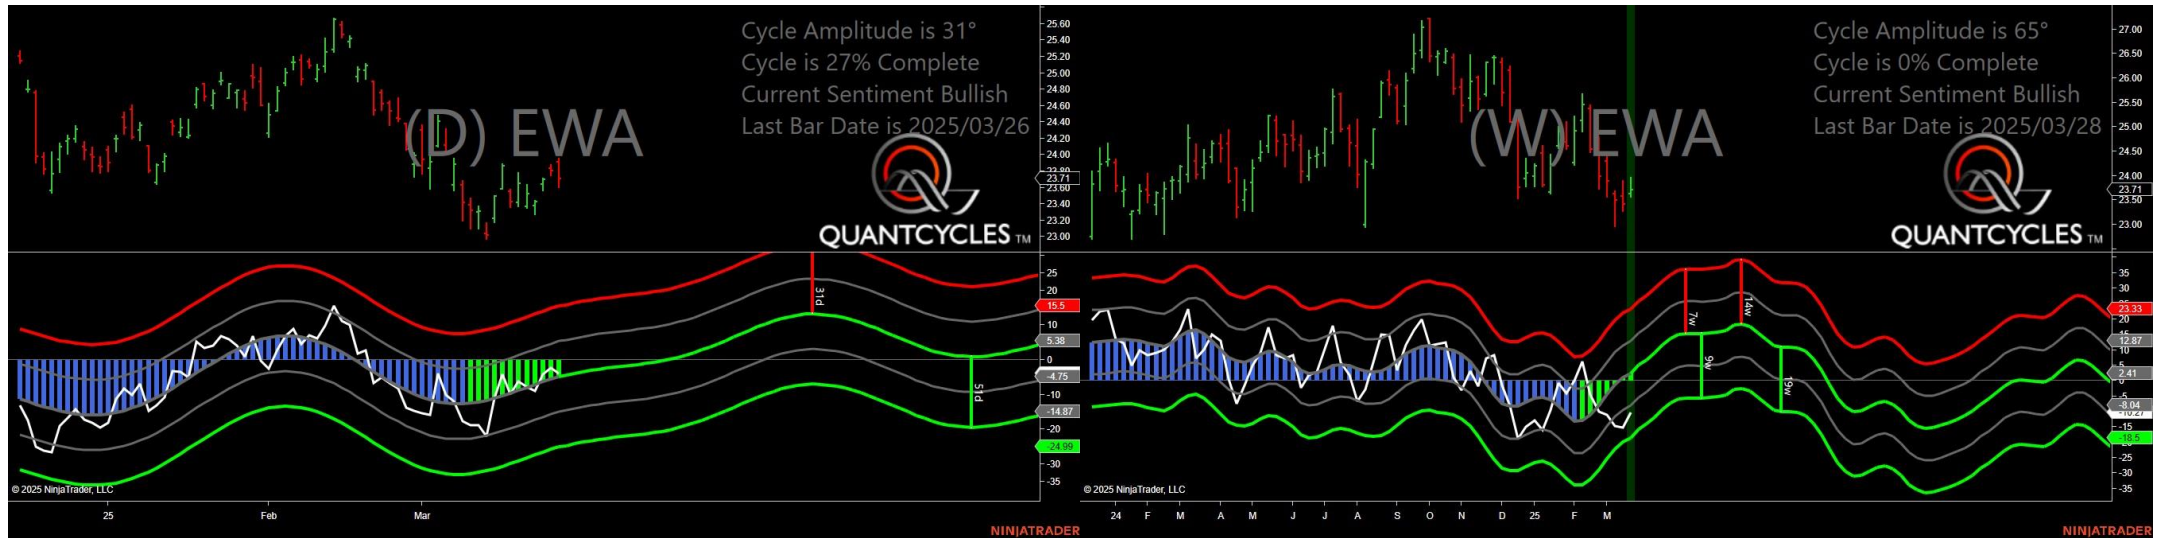 Cycle Amplitude is 31°
Cycle is 27% Complete
Current Sentiment Bullish
Last Bar Date is 2025/03/26
(D) EWA
QUANTCYCLES TM
25.60
25.40
25.20
25.00
24.80
24.60
24.40
24.20
24.00
23.71
23.60
23.40
23.20
23.00
31d
51d
25
20
15.5
10
5.38
0
-4.75
-10
-14.87
-20
-24.99
-30
-35
© 2025 NinjaTrader, LLC
25
Feb
Mar
NINJATRADER
Cycle Amplitude is 65°
Cycle is 0% Complete
Current Sentiment Bullish
Last Bar Date is 2025/03/28
(W) EWA
QUANTCYCLES TM
27.00
26.50
26.00
25.50
25.00
24.50
24.00
23.71
23.50
23.00
7w
14w
9w
19w
35
30
23.33
20
15
12.87
10
5
2.41
0
-5
-8.04
-10.27
-15
-18.5
-25
-30
-35
© 2025 NinjaTrader, LLC
24
F
M
A
M
J
J
A
S
O
N
D
25
F
M
NINJATRADER